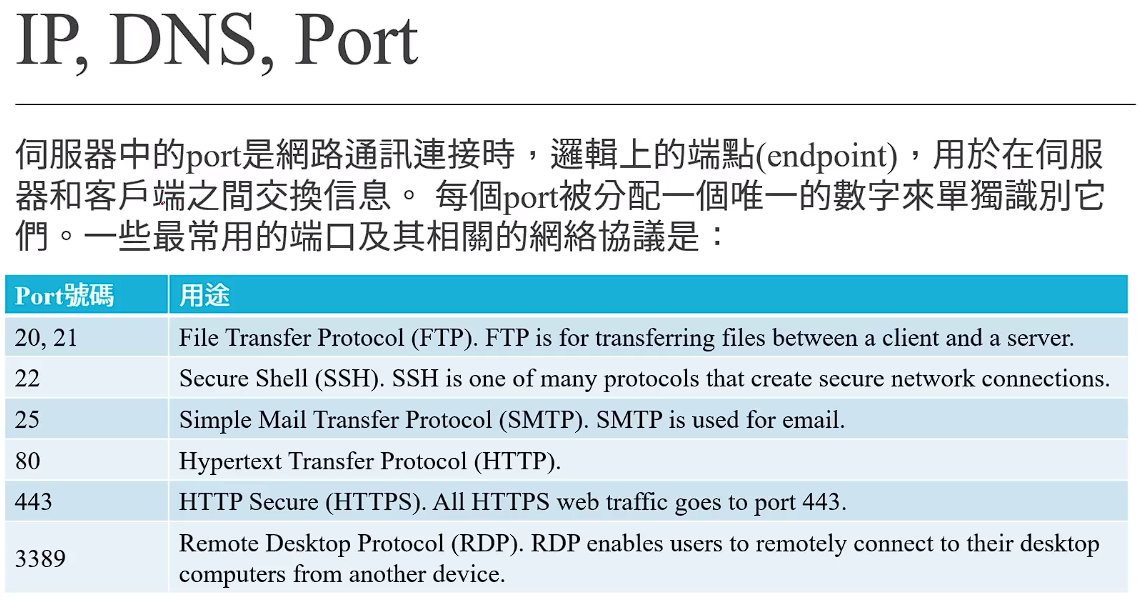 IP, DNS, Port
伺服器中的port是網路通訊連接時，邏輯上的端點(endpoint)，用於在伺服
器和客戶端之間交換信息。 每個port被分配一個唯一的數字來單獨識別它
們。一些最常用的端口及其相關的網絡協議是：
Port號碼 用途
20, 21 File Transfer Protocol (FTP). FTP is for transferring files between a client and a server.
22 Secure Shell (SSH). SSH is one of many protocols that create secure network connections.
25 Simple Mail Transfer Protocol (SMTP). SMTP is used for email.
80 Hypertext Transfer Protocol (HTTP).
443 HTTP Secure (HTTPS). All HTTPS web traffic goes to port 443.
3389 Remote Desktop Protocol (RDP). RDP enables users to remotely connect to their desktop
computers from another device.